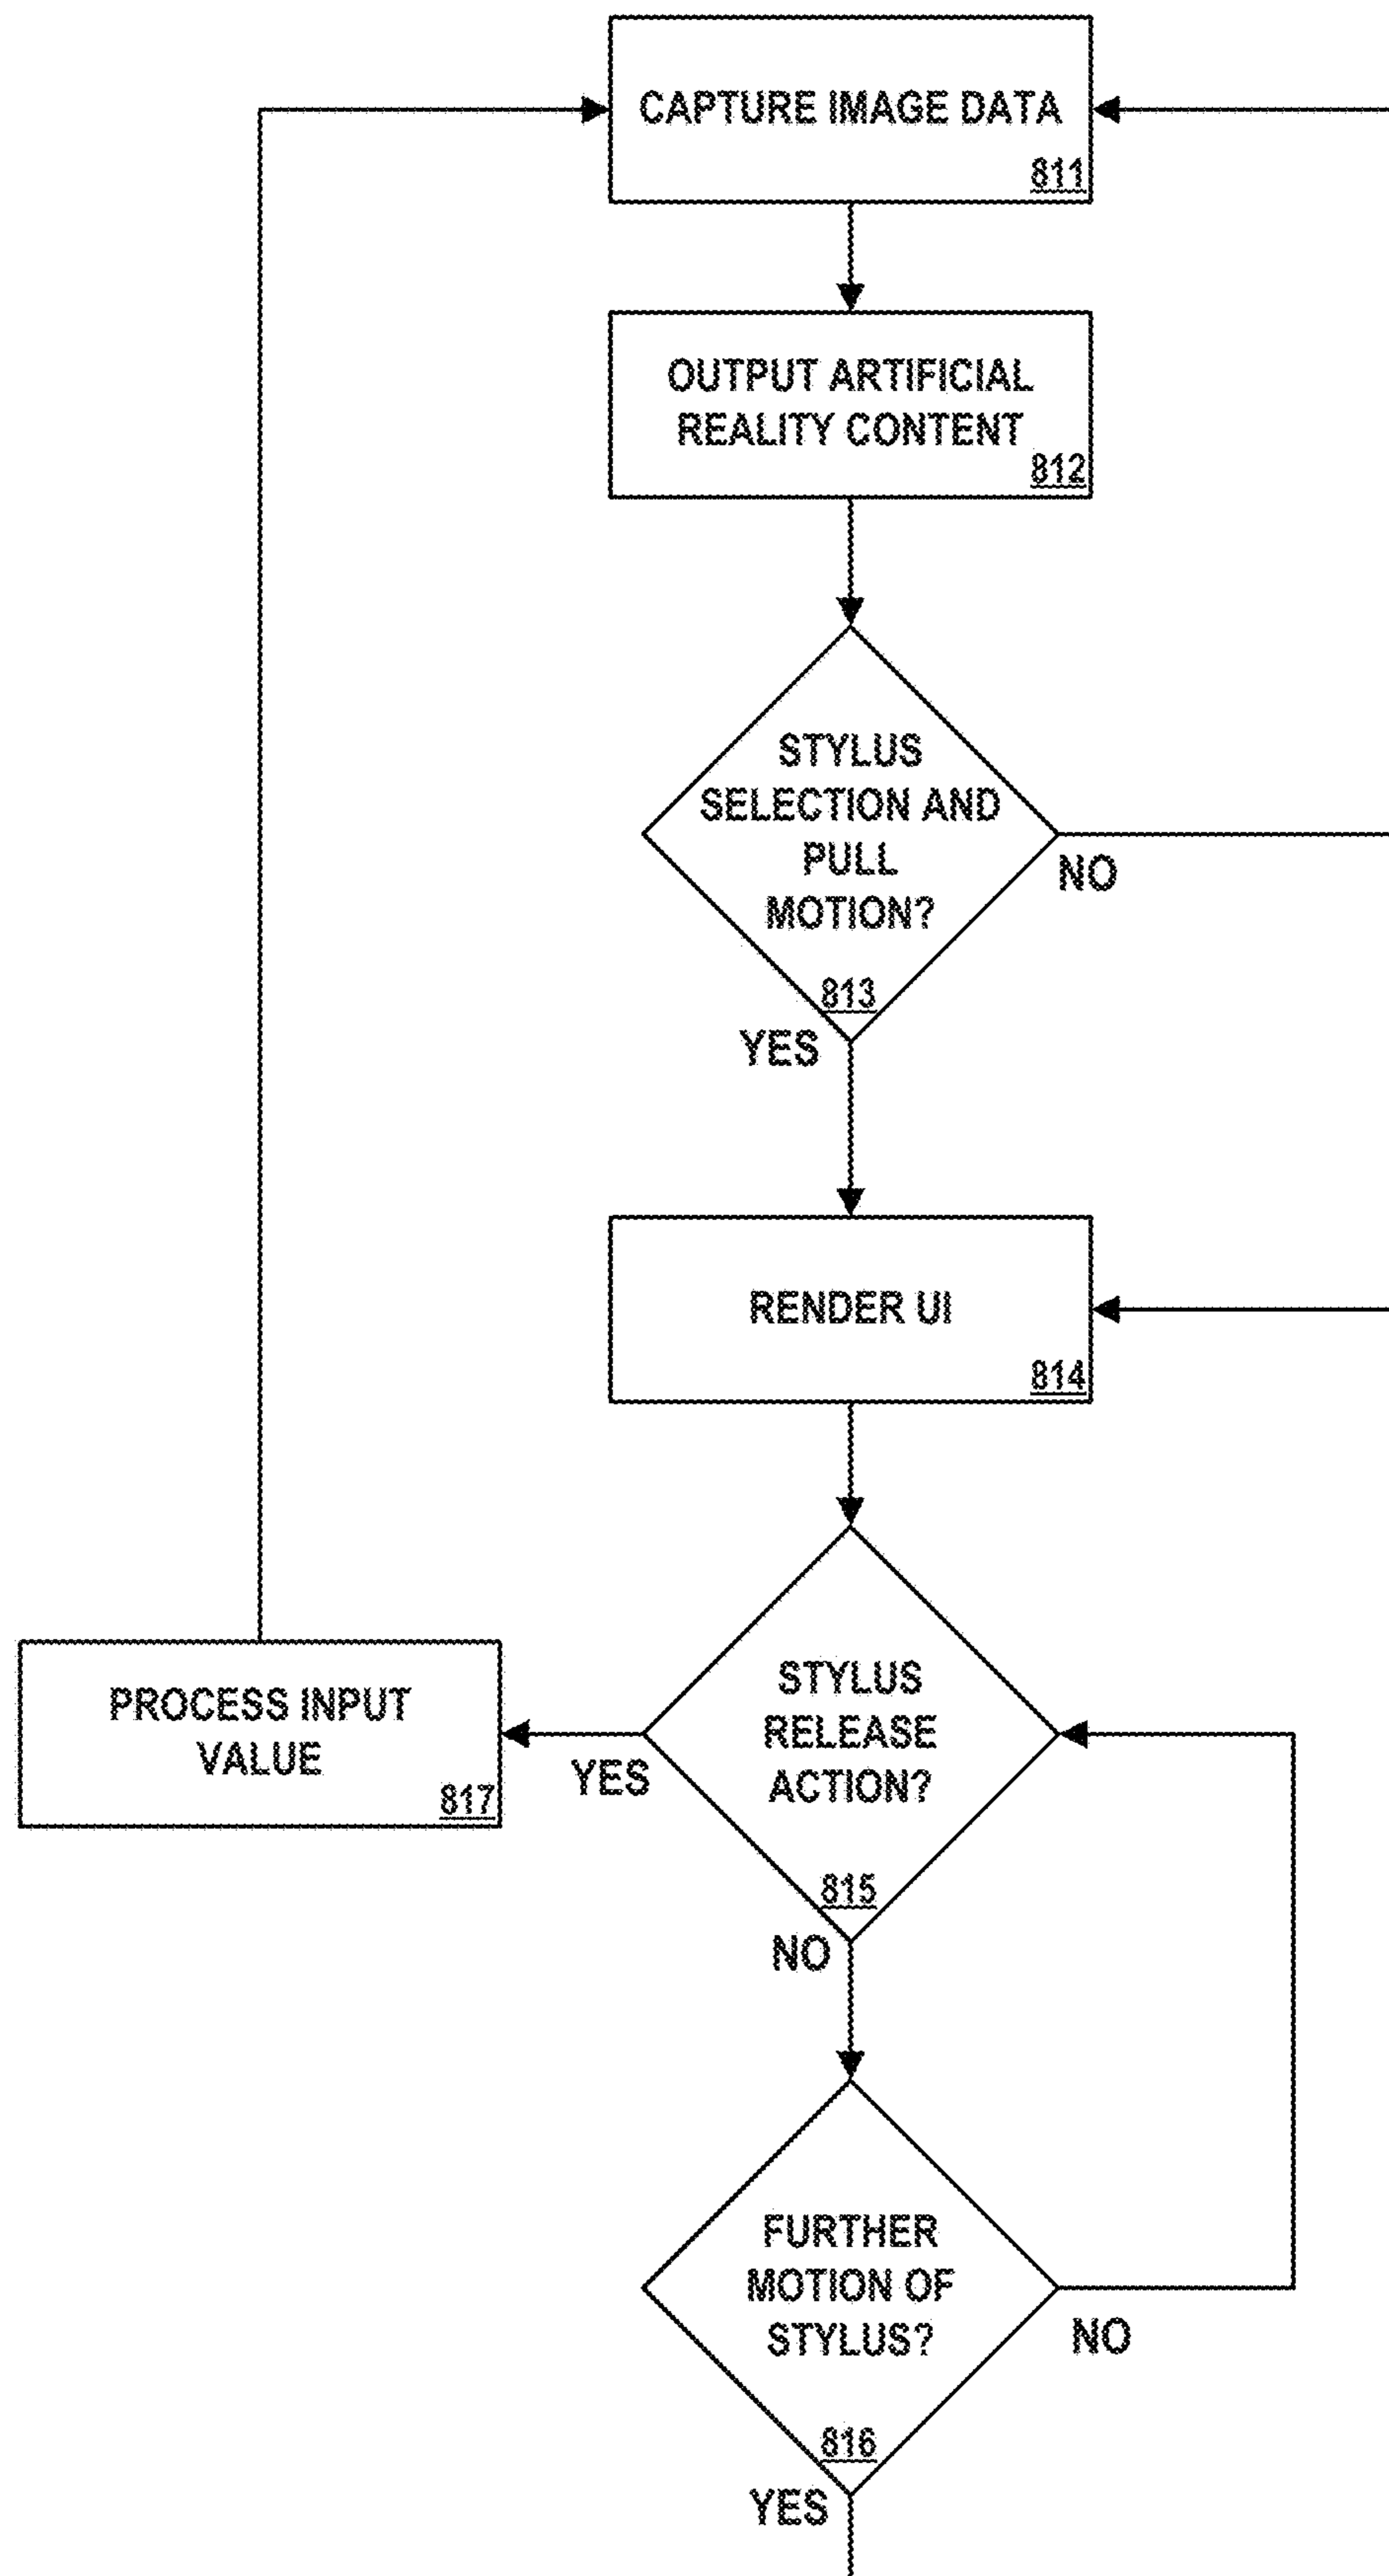 CAPTURE IMAGE DATA
811
OUTPUT ARTIFICIAL
REALITY CONTENT
812
STYLUS
SELECTION AND
PULL
MOTION?
813
NO
YES
RENDER UI
814
STYLUS
RELEASE
ACTION?
815
YES
PROCESS INPUT
VALUE
817
NO
FURTHER
MOTION OF
STYLUS?
816
NO
YES